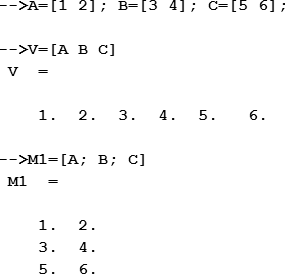 -->A=[1 2]; B=[3 4]; C=[5 6];
-->V=[A B C]
V =
1. 2. 3. 4. 5. 6.
-->M1=[A; B; C]
M1 =
1. 2.
3. 4.
5. 6.